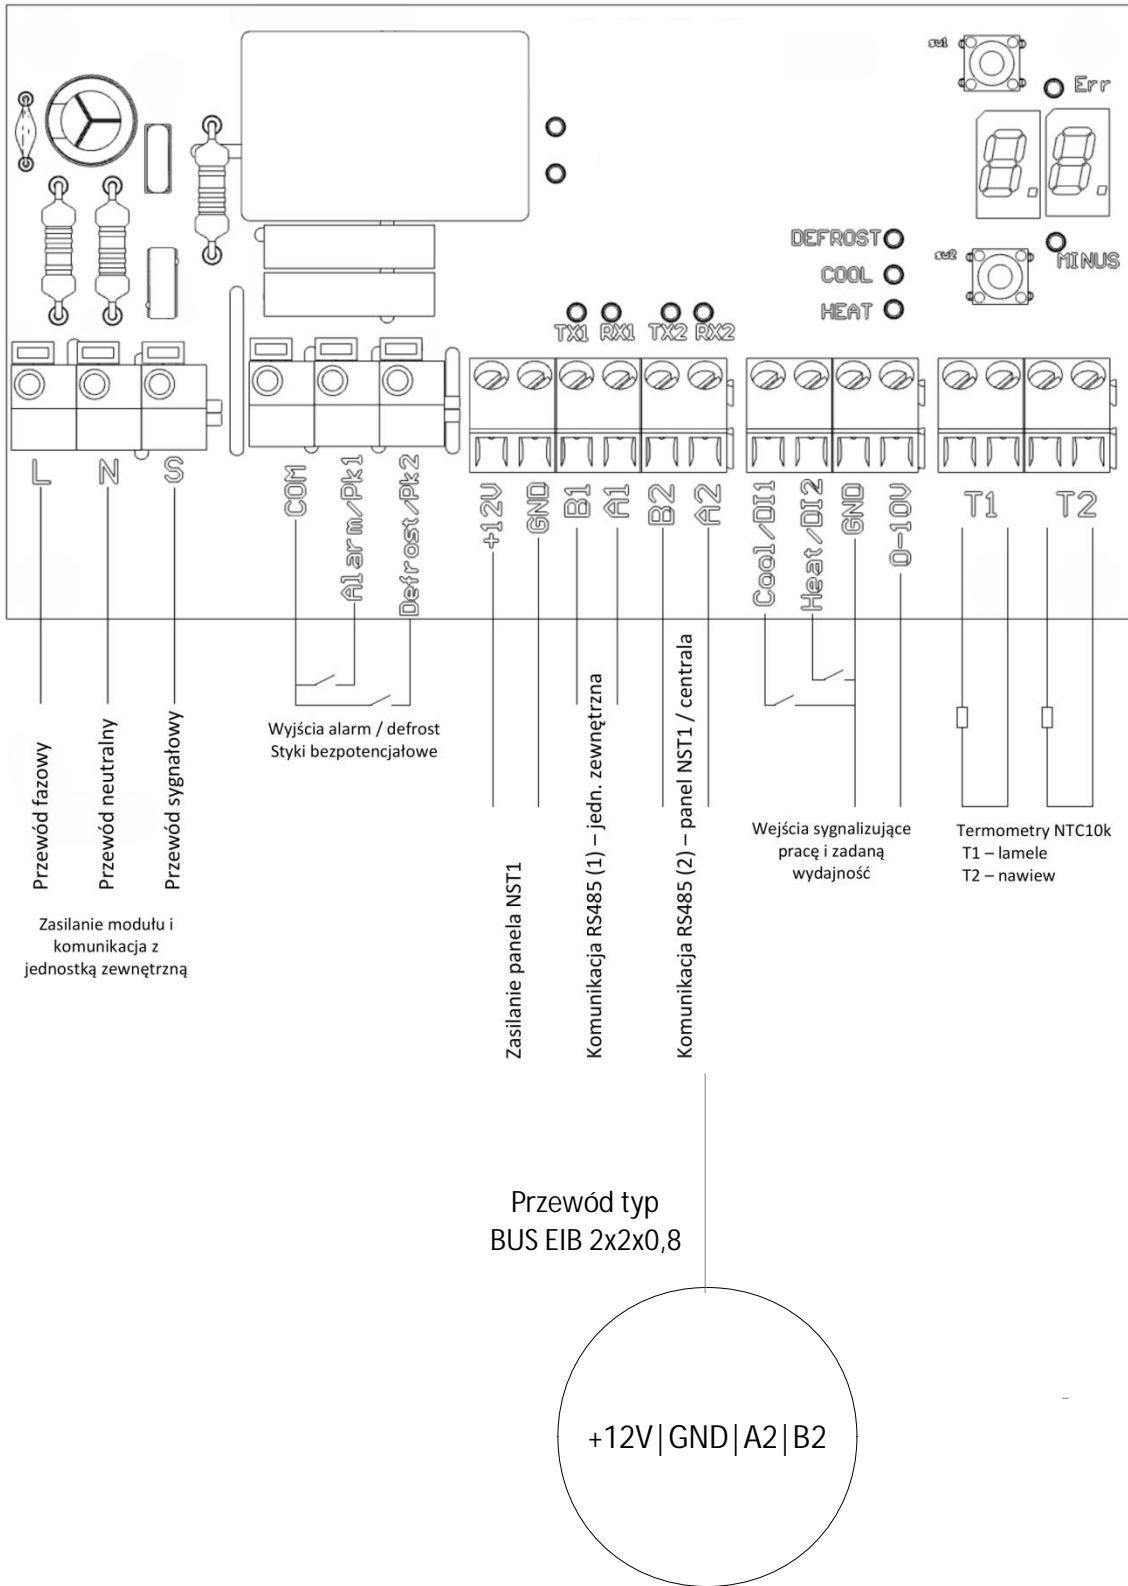 sw1
Err
DEFROST
COOL
HEAT
sw2
MINUS
TX1 RX1 TX2 RX2
L N S
COM
Alarm/Pk1
Defrost/Pk2
+12V
GND
B1
A1
B2
A2
Cool/DI1
Heat/DI2
GND
0-10V
T1 T2
Przewód fazowy
Przewód neutralny
Przewód sygnałowy
Zasilanie modułu i
komunikacja z
jednostką zewnętrzną
Wyjścia alarm / defrost
Styki bezpotencjałowe
Zasilanie panela NST1
Komunikacja RS485 (1) – jedn. zewnętrzna
Komunikacja RS485 (2) – panel NST1 / centrala
Wejścia sygnalizujące
pracę i zadaną
wydajność
Termometry NTC10k
T1 – lamele
T2 – nawiew
Przewód typ
BUS EIB 2x2x0,8
+12V|GND|A2|B2